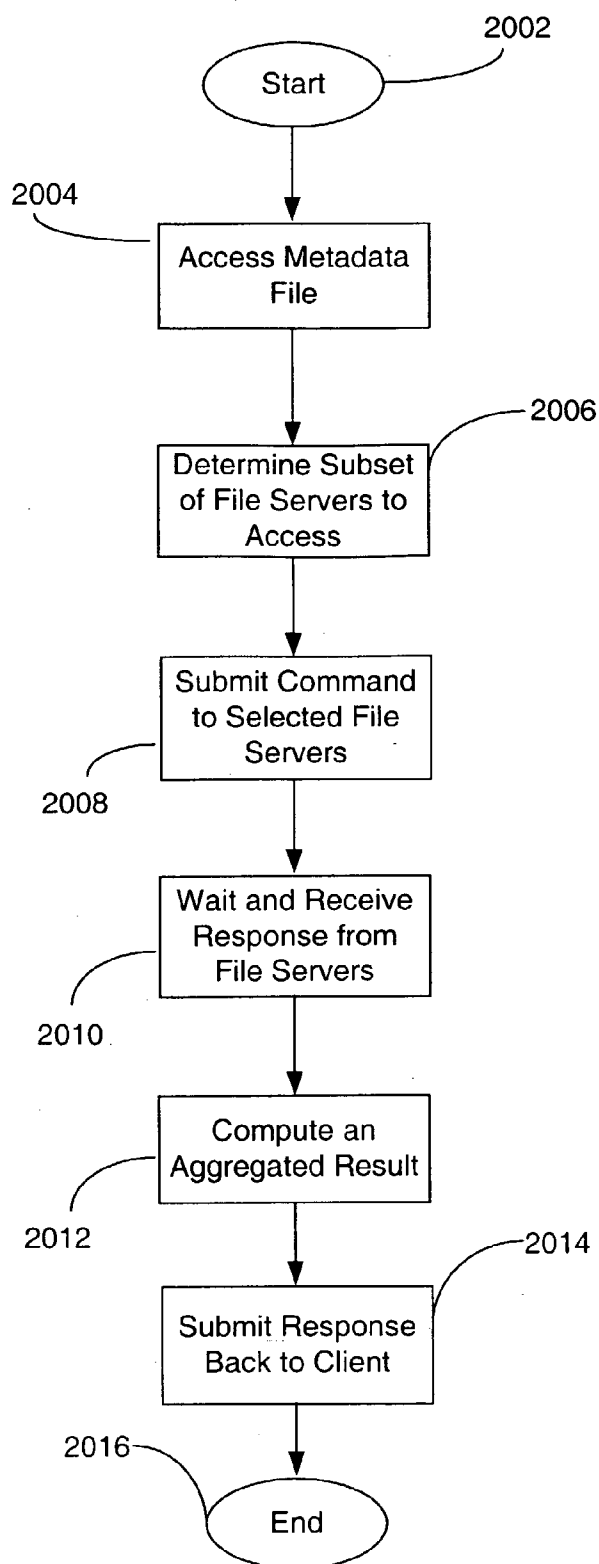 2002
Start
2004
Access Metadata
File
2006
Determine Subset
of File Servers to
Access
Submit Command
to Selected File
Servers
2008
Wait and Receive
Response from
File Servers
2010
Compute an
Aggregated Result
2012
2014
Submit Response
Back to Client
2016
End